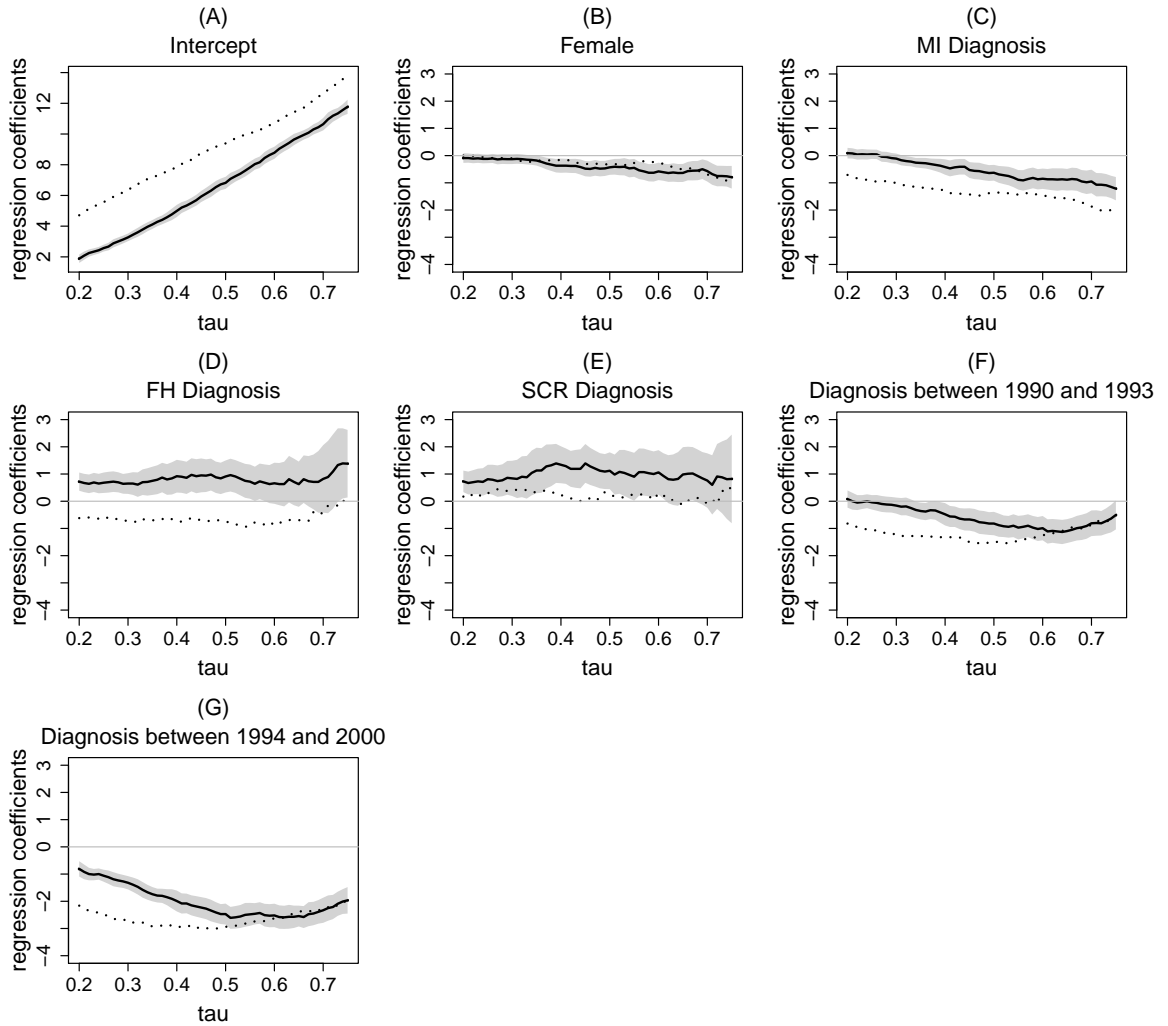 (A)
Intercept
regression coefficients
2 4 6 8 12
0.2 0.3 0.4 0.5 0.6 0.7
tau
(B)
Female
regression coefficients
−4 −2 0 1 2 3
0.2 0.3 0.4 0.5 0.6 0.7
tau
(C)
MI Diagnosis
regression coefficients
−4 −2 0 1 2 3
0.2 0.3 0.4 0.5 0.6 0.7
tau
(D)
FH Diagnosis
regression coefficients
−4 −2 0 1 2 3
0.2 0.3 0.4 0.5 0.6 0.7
tau
(E)
SCR Diagnosis
regression coefficients
−4 −2 0 1 2 3
0.2 0.3 0.4 0.5 0.6 0.7
tau
(F)
Diagnosis between 1990 and 1993
regression coefficients
−4 −2 0 1 2 3
0.2 0.3 0.4 0.5 0.6 0.7
tau
(G)
Diagnosis between 1994 and 2000
regression coefficients
−4 −2 0 1 2 3
0.2 0.3 0.4 0.5 0.6 0.7
tau